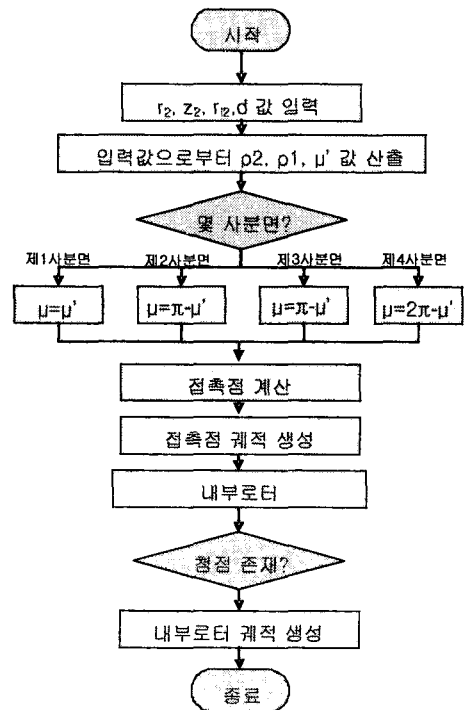 시작
r₂, z₂, r₁₂,d 값 입력
입력값으로부터 ρ2, ρ1, μ' 값 산출
몇 사분면?
제1사분면 제2사분면 제3사분면 제4사분면
μ=μ' μ=π-μ' μ=π-μ' μ=2π-μ'
접촉점 계산
접촉점 궤적 생성
내부로터
첨점 존재?
내부로터 궤적 생성
종료